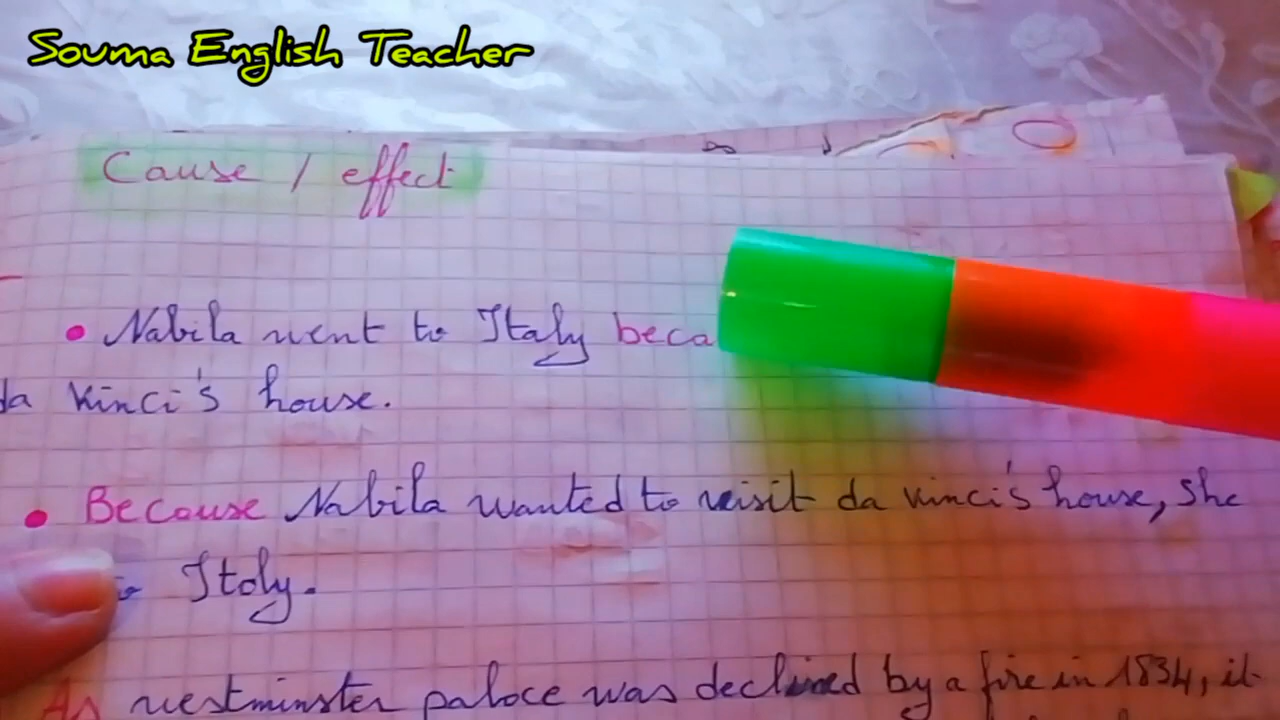 Souma English Teacher
Cause / effect
• Nabila went to Italy beca
da Vinci's house.
• Because Nabila wanted to visit da Vinci's house, she
Italy.
As westminster palace was declined by a fire in 1834, it